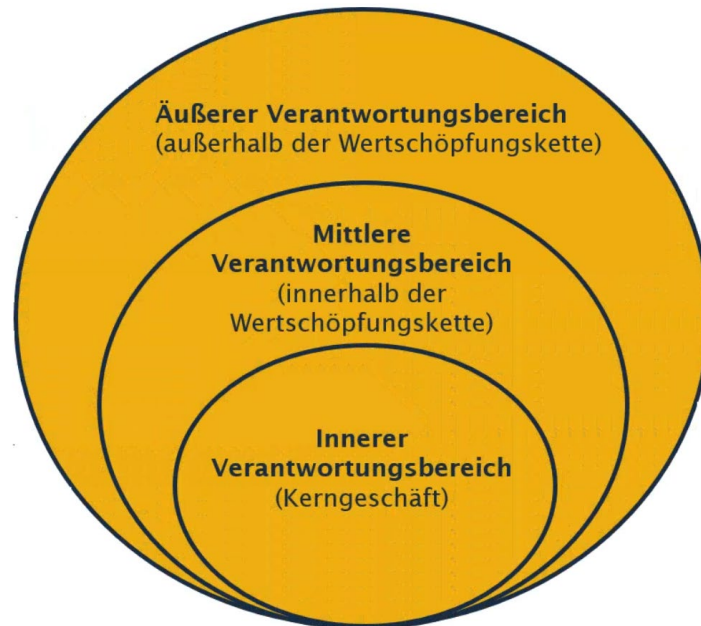 Äußerer Verantwortungsbereich
(außerhalb der Wertschöpfungskette)
Mittlere
Verantwortungsbereich
(innerhalb der
Wertschöpfungskette)
Innerer
Verantwortungsbereich
(Kerngeschäft)